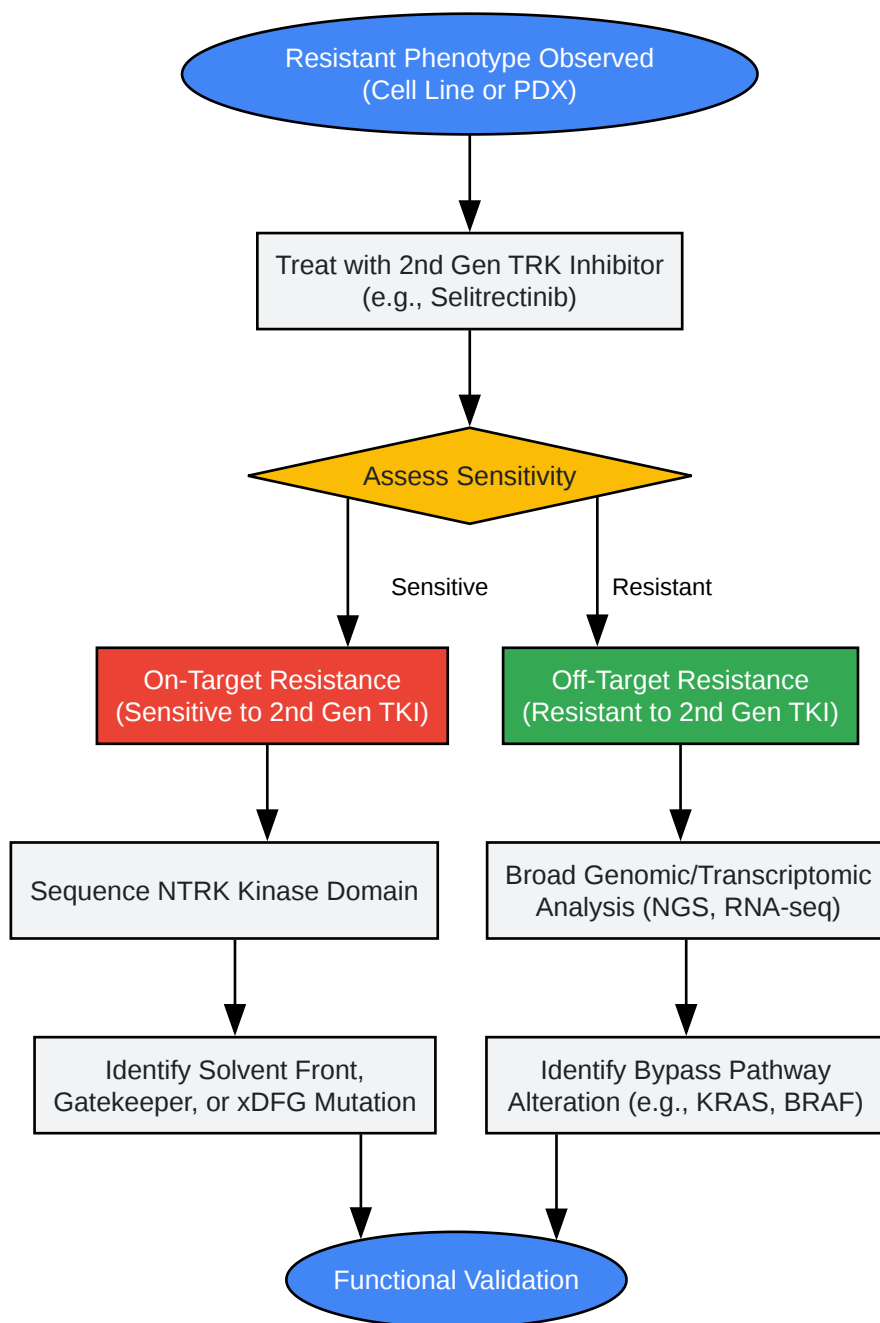 Resistant Phenotype Observed
(Cell Line or PDX)
Treat with 2nd Gen TRK Inhibitor
(e.g., Selitrectinib)
Assess Sensitivity
Sensitive
Resistant
On-Target Resistance
(Sensitive to 2nd Gen TKI)
Off-Target Resistance
(Resistant to 2nd Gen TKI)
Sequence NTRK Kinase Domain
Broad Genomic/Transcriptomic
Analysis (NGS, RNA-seq)
Identify Solvent Front,
Gatekeeper, or xDFG Mutation
Identify Bypass Pathway
Alteration (e.g., KRAS, BRAF)
Functional Validation